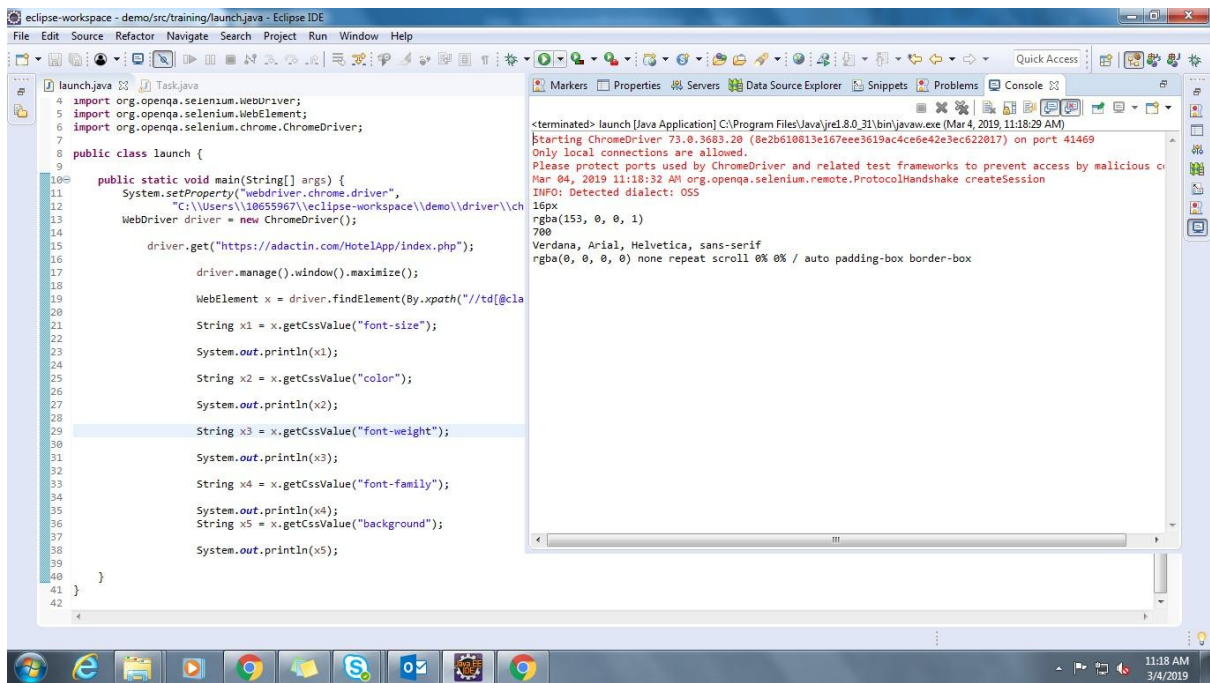 eclipse-workspace - demo/src/training/launch.java - Eclipse IDE
File Edit Source Refactor Navigate Search Project Run Window Help
Quick Access
launch.java Task.java
4 import org.openqa.selenium.WebDriver;
5 import org.openqa.selenium.WebElement;
6 import org.openqa.selenium.chrome.ChromeDriver;
7
8 public class launch {
9
10 public static void main(String[] args) {
11 System.setProperty("webdriver.chrome.driver",
12 "C:\\Users\\10655967\\eclipse-workspace\\demo\\driver\\ch
13 WebDriver driver = new ChromeDriver();
14
15 driver.get("https://adactin.com/HotelApp/index.php");
16
17 driver.manage().window().maximize();
18
19 WebElement x = driver.findElement(By.xpath("//td[@cla
20
21 String x1 = x.getCssValue("font-size");
22
23 System.out.println(x1);
24
25 String x2 = x.getCssValue("color");
26
27 System.out.println(x2);
28
29 String x3 = x.getCssValue("font-weight");
30
31 System.out.println(x3);
32
33 String x4 = x.getCssValue("font-family");
34
35 System.out.println(x4);
36 String x5 = x.getCssValue("background");
37
38 System.out.println(x5);
39
40 }
41 }
42
Markers Properties Servers Data Source Explorer Snippets Problems Console
<terminated> launch [Java Application] C:\Program Files\Java\jre1.8.0_31\bin\javaw.exe (Mar 4, 2019, 11:18:29 AM)
Starting ChromeDriver 73.0.3683.20 (8e2b610813e167eee3619ac4ce6e42e3ec622017) on port 41469
Only local connections are allowed.
Please protect ports used by ChromeDriver and related test frameworks to prevent access by malicious co
Mar 04, 2019 11:18:32 AM org.openqa.selenium.remote.ProtocolHandshake createSession
INFO: Detected dialect: OSS
16px
rgba(153, 0, 0, 1)
700
Verdana, Arial, Helvetica, sans-serif
rgba(0, 0, 0, 0) none repeat scroll 0% 0% / auto padding-box border-box
11:18 AM
3/4/2019